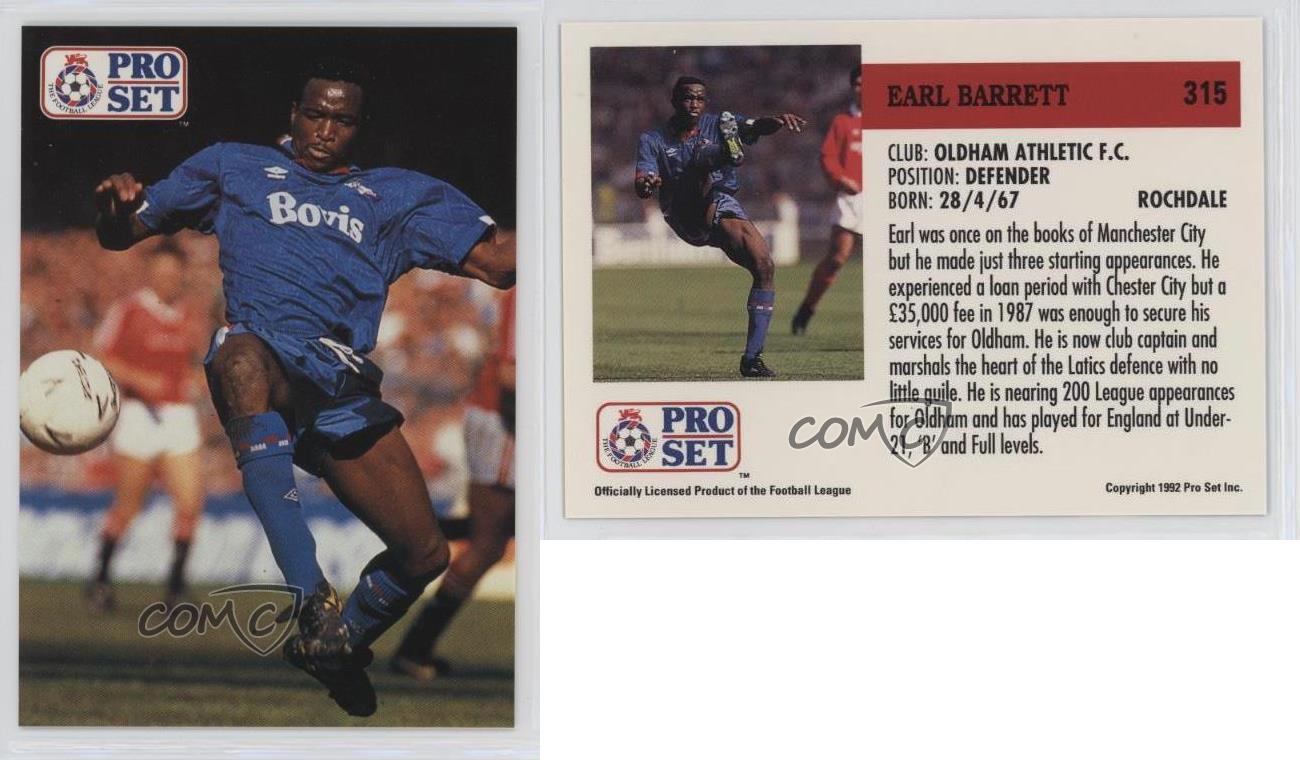 PRO
SET
THE FOOTBALL LEAGUE
TM
Bovis
COMC
EARL BARRETT 315
CLUB: OLDHAM ATHLETIC F.C.
POSITION: DEFENDER
BORN: 28/4/67 ROCHDALE
Earl was once on the books of Manchester City
but he made just three starting appearances. He
experienced a loan period with Chester City but a
£35,000 fee in 1987 was enough to secure his
services for Oldham. He is now club captain and
marshals the heart of the Latics defence with no
little guile. He is nearing 200 League appearances
for Oldham and has played for England at Under-
21, 'B' and Full levels.
PRO
SET
THE FOOTBALL LEAGUE
TM
COMC
Officially Licensed Product of the Football League
Copyright 1992 Pro Set Inc.